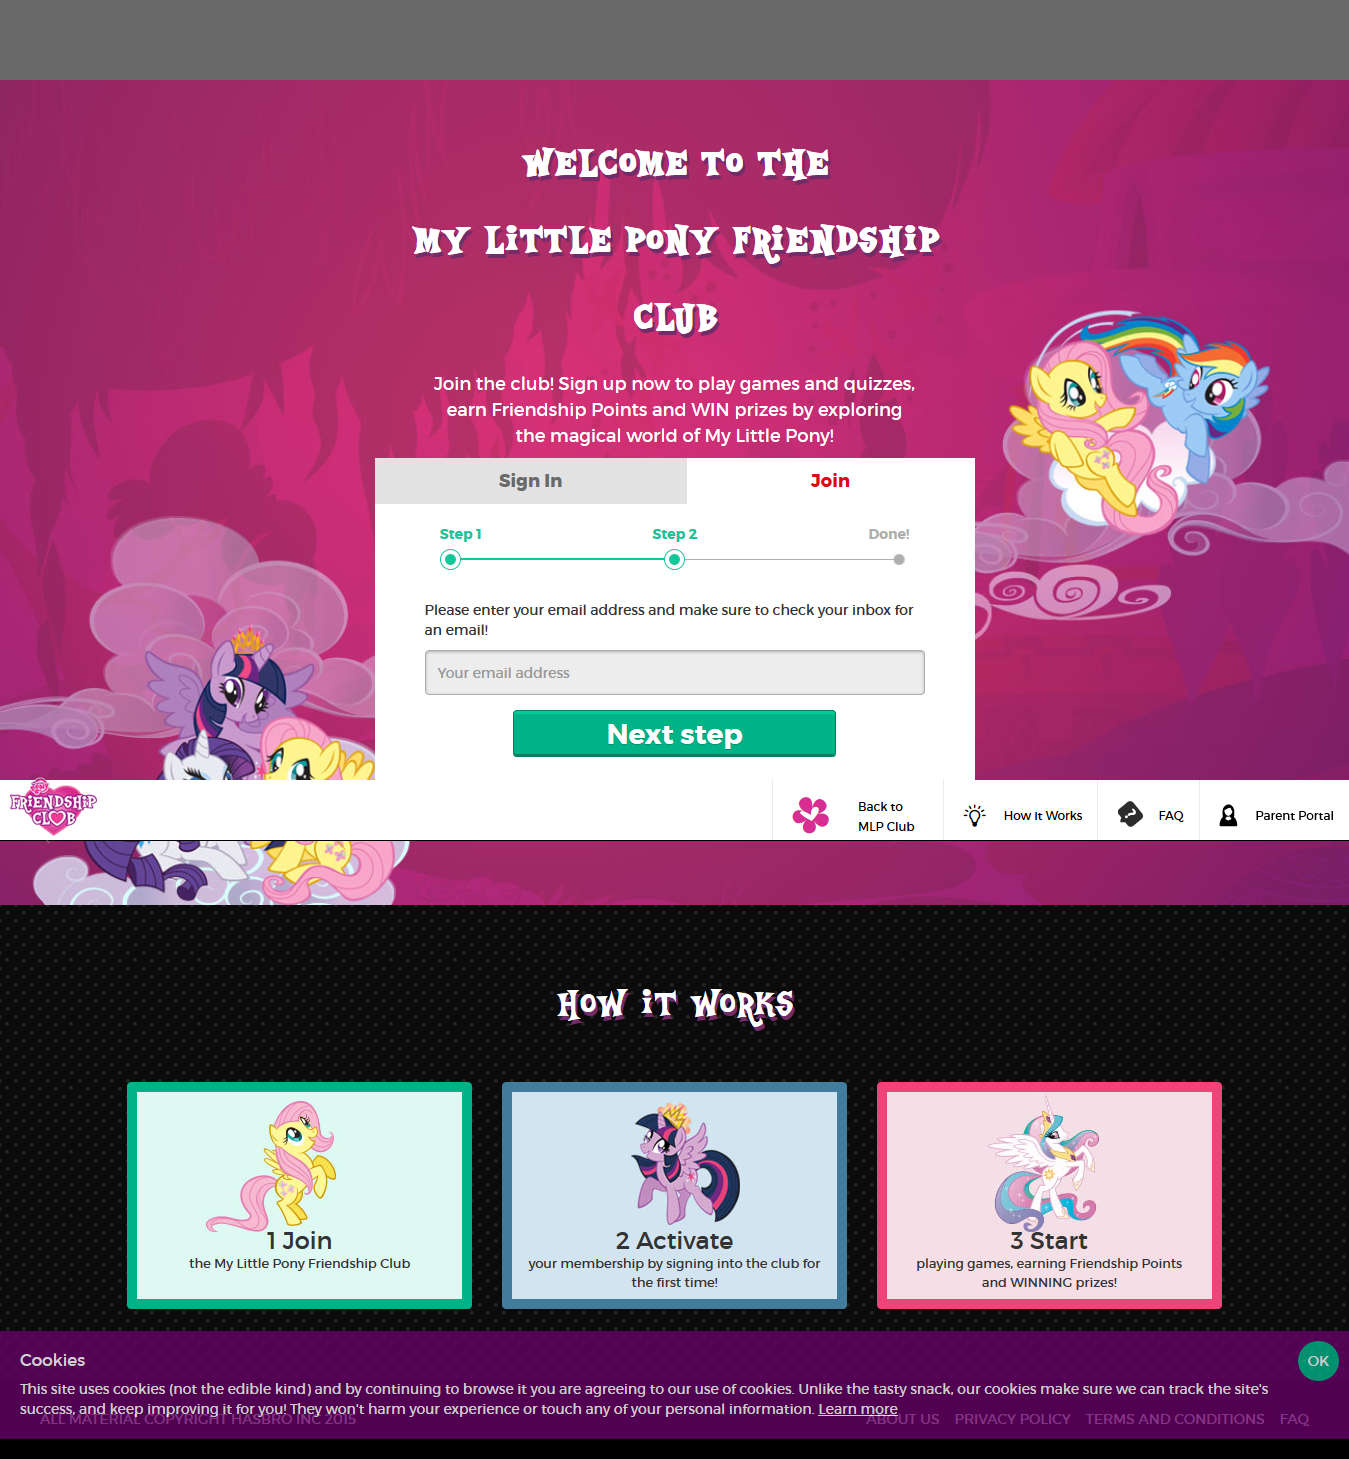 WELCOME TO THE
MY LITTLE PONY FRIENDSHIP
CLUB
Join the club! Sign up now to play games and quizzes,
earn Friendship Points and WIN prizes by exploring
the magical world of My Little Pony!
Sign In
Join
Step 1
Step 2
Done!
Please enter your email address and make sure to check your inbox for
an email!
Your email address
Next step
FRIENDSHIP
CLUB
Back to
MLP Club
How It Works
FAQ
Parent Portal
HOW IT WORKS
1 Join
the My Little Pony Friendship Club
2 Activate
your membership by signing into the club for
the first time!
3 Start
playing games, earning Friendship Points
and WINNING prizes!
Cookies
OK
This site uses cookies (not the edible kind) and by continuing to browse it you are agreeing to our use of cookies. Unlike the tasty snack, our cookies make sure we can track the site's
success, and keep improving it for you! They won't harm your experience or touch any of your personal information. Learn more
ALL MATERIAL COPYRIGHT HASBRO INC 2015
ABOUT US
PRIVACY POLICY
TERMS AND CONDITIONS
FAQ